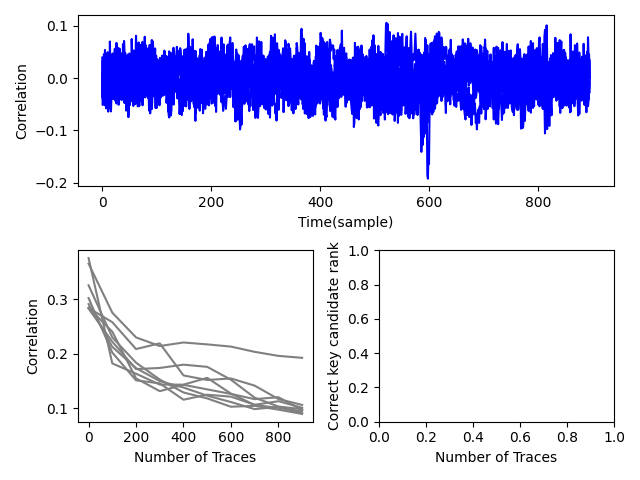 0.1
0.0
−0.1
−0.2
Correlation
0 200 400 600 800
Time(sample)
0.3
0.2
0.1
Correlation
0 200 400 600 800
Number of Traces
1.0
0.8
0.6
0.4
0.2
0.0
Correct key candidate rank
0.0 0.2 0.4 0.6 0.8 1.0
Number of Traces